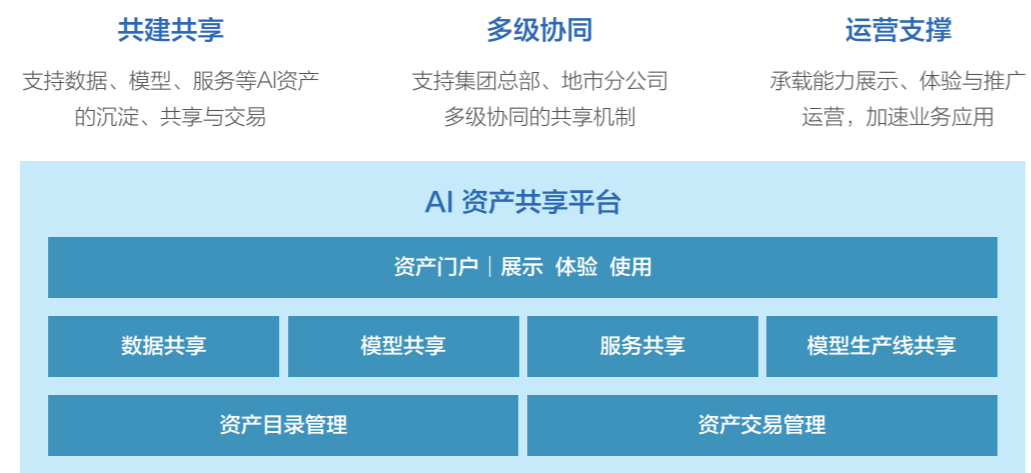 共建共享
多级协同
运营支撑
支持数据、模型、服务等AI资产
的沉淀、共享与交易
支持集团总部、地市分公司
多级协同的共享机制
承载能力展示、体验与推广
运营，加速业务应用
AI 资产共享平台
资产门户｜展示 体验 使用
数据共享
模型共享
服务共享
模型生产线共享
资产目录管理
资产交易管理